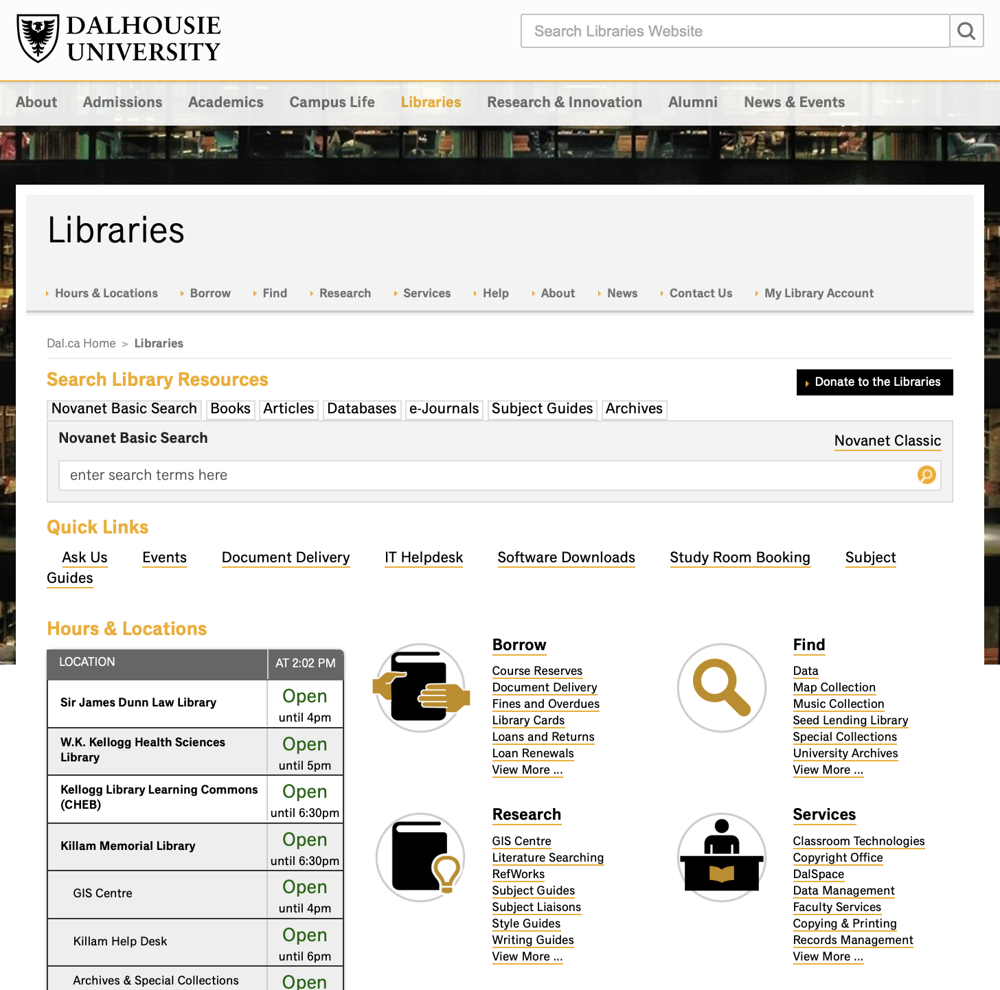 DALHOUSIE
UNIVERSITY
Search Libraries Website
About Admissions Academics Campus Life Libraries Research & Innovation Alumni News & Events
Libraries
Hours & Locations Borrow Find Research Services Help About News Contact Us My Library Account
Dal.ca Home > Libraries
Search Library Resources
Donate to the Libraries
Novanet Basic Search Books Articles Databases e-Journals Subject Guides Archives
Novanet Basic Search
Novanet Classic
enter search terms here
Quick Links
Ask Us Events Document Delivery IT Helpdesk Software Downloads Study Room Booking Subject
Guides
Hours & Locations
LOCATION AT 2:02 PM
Sir James Dunn Law Library
Open
until 4pm
W.K. Kellogg Health Sciences
Library
Open
until 5pm
Kellogg Library Learning Commons
(CHEB)
Open
until 6:30pm
Killam Memorial Library
Open
until 6:30pm
GIS Centre
Open
until 4pm
Killam Help Desk
Open
until 6pm
Archives & Special Collections
Open
Borrow
Course Reserves
Document Delivery
Fines and Overdues
Library Cards
Loans and Returns
Loan Renewals
View More ...
Find
Data
Map Collection
Music Collection
Seed Lending Library
Special Collections
University Archives
View More ...
Research
GIS Centre
Literature Searching
RefWorks
Subject Guides
Subject Liaisons
Style Guides
Writing Guides
View More ...
Services
Classroom Technologies
Copyright Office
DalSpace
Data Management
Faculty Services
Copying & Printing
Records Management
View More ...